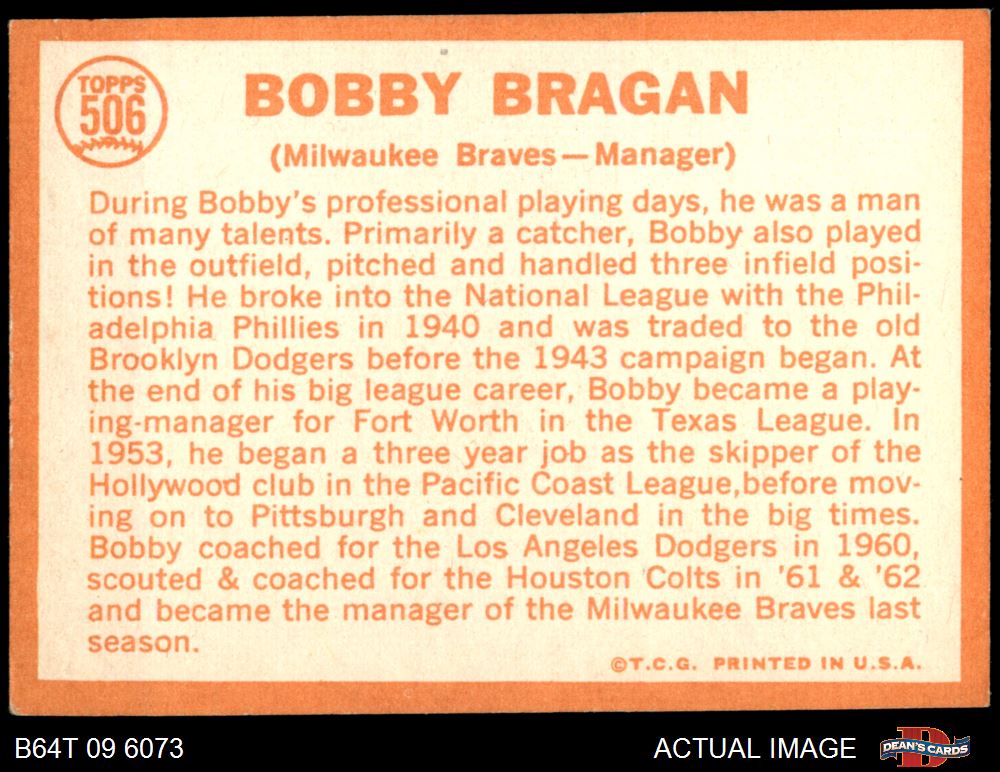 TOPPS
506
BOBBY BRAGAN
(Milwaukee Braves—Manager)
During Bobby's professional playing days, he was a man
of many talents. Primarily a catcher, Bobby also played
in the outfield, pitched and handled three infield posi-
tions! He broke into the National League with the Phil-
adelphia Phillies in 1940 and was traded to the old
Brooklyn Dodgers before the 1943 campaign began. At
the end of his big league career, Bobby became a play-
ing-manager for Fort Worth in the Texas League. In
1953, he began a three year job as the skipper of the
Hollywood club in the Pacific Coast League,before mov-
ing on to Pittsburgh and Cleveland in the big times.
Bobby coached for the Los Angeles Dodgers in 1960,
scouted & coached for the Houston Colts in '61 & '62
and became the manager of the Milwaukee Braves last
season.
©T.C.G. PRINTED IN U.S.A.
B64T 09 6073
ACTUAL IMAGE
DEAN'S CARDS